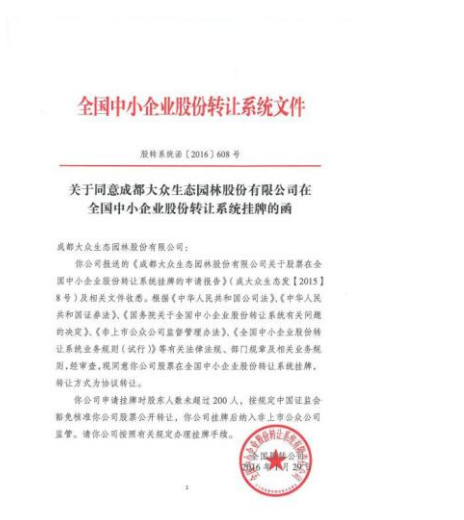 全国中小企业股份转让系统文件
股转系统函〔2016〕608 号
关于同意成都大众生态园林股份有限公司在
全国中小企业股份转让系统挂牌的函
成都大众生态园林股份有限公司：
你公司报送的《成都大众生态园林股份有限公司关于股票在全
国中小企业股份转让系统挂牌的申请报告》（成大众生态发【2015】
8 号）及相关文件收悉。根据《中华人民共和国公司法》、《中华人民
共和国证券法》、《国务院关于全国中小企业股份转让系统有关问题
的决定》、《非上市公众公司监督管理办法》、《全国中小企业股份转
让系统业务规则（试行）》等有关法律法规、部门规章及相关业务规
则，经审查，现同意你公司股票在全国中小企业股份转让系统挂牌，
转让方式为协议转让。
你公司申请挂牌时股东人数未超过 200 人，按规定中国证监会
豁免核准你公司股票公开转让，你公司挂牌后纳入非上市公众公司
监管。请你公司按照有关规定办理挂牌手续。
全国股转公司
2016 年 1 月 29 日
1